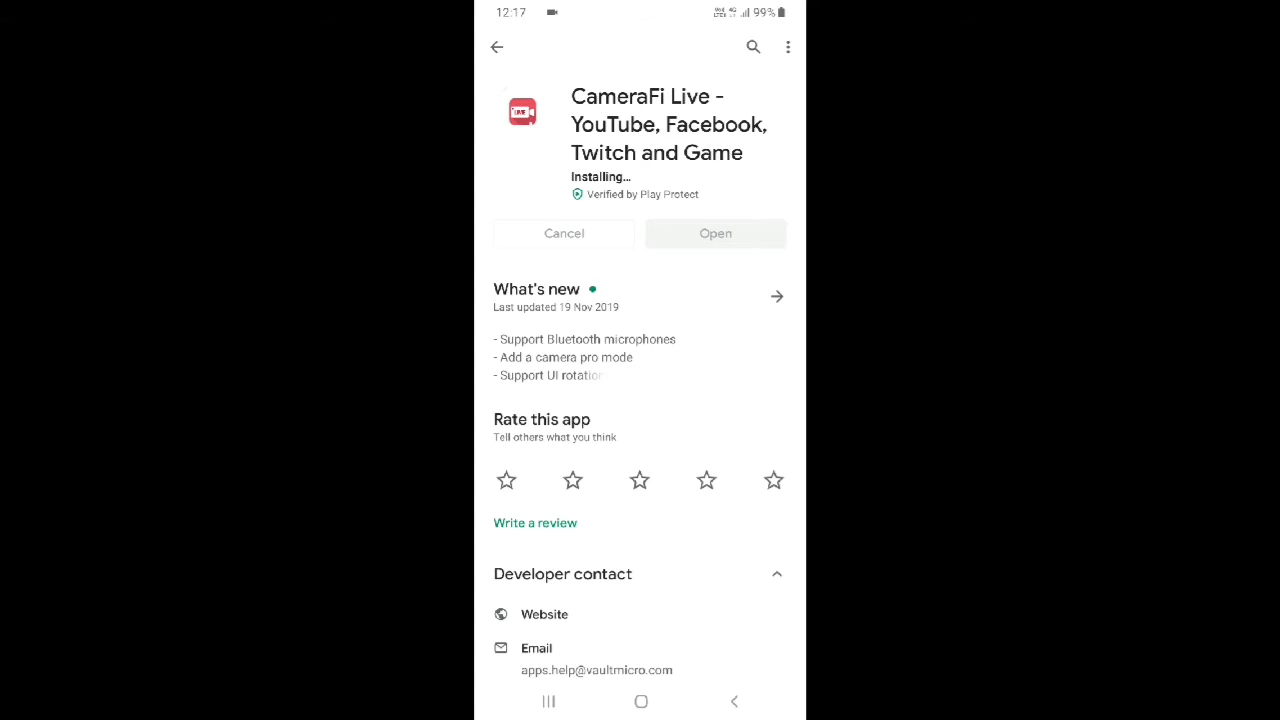 12:17
4G 99%
CameraFi Live -
YouTube, Facebook,
Twitch and Game
LIVE
Installing...
Verified by Play Protect
Cancel Open
What's new
Last updated 19 Nov 2019
- Support Bluetooth microphones
- Add a camera pro mode
- Support UI rotation
Rate this app
Tell others what you think
Write a review
Developer contact
Website
Email
apps.help@vaultmicro.com